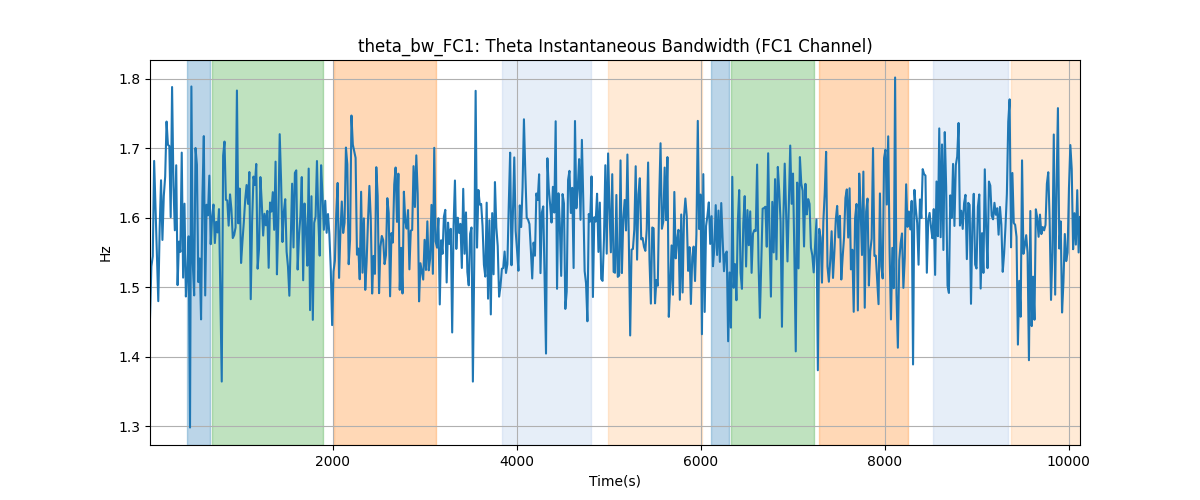 theta_bw_FC1: Theta Instantaneous Bandwidth (FC1 Channel)
1.8
1.7
1.6
1.5
1.4
1.3
Hz
2000 4000 6000 8000 10000
Time(s)